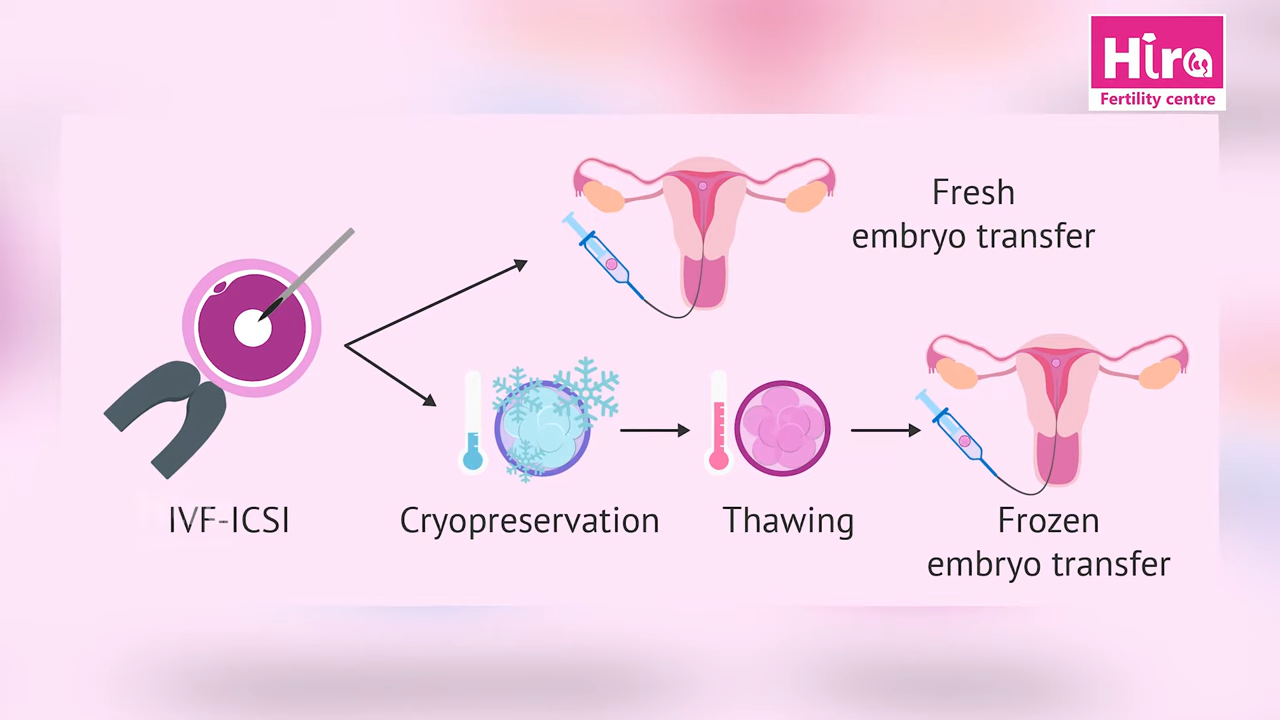 Hira
Fertility centre
Fresh
embryo transfer
IVF-ICSI
Cryopreservation
Thawing
Frozen
embryo transfer